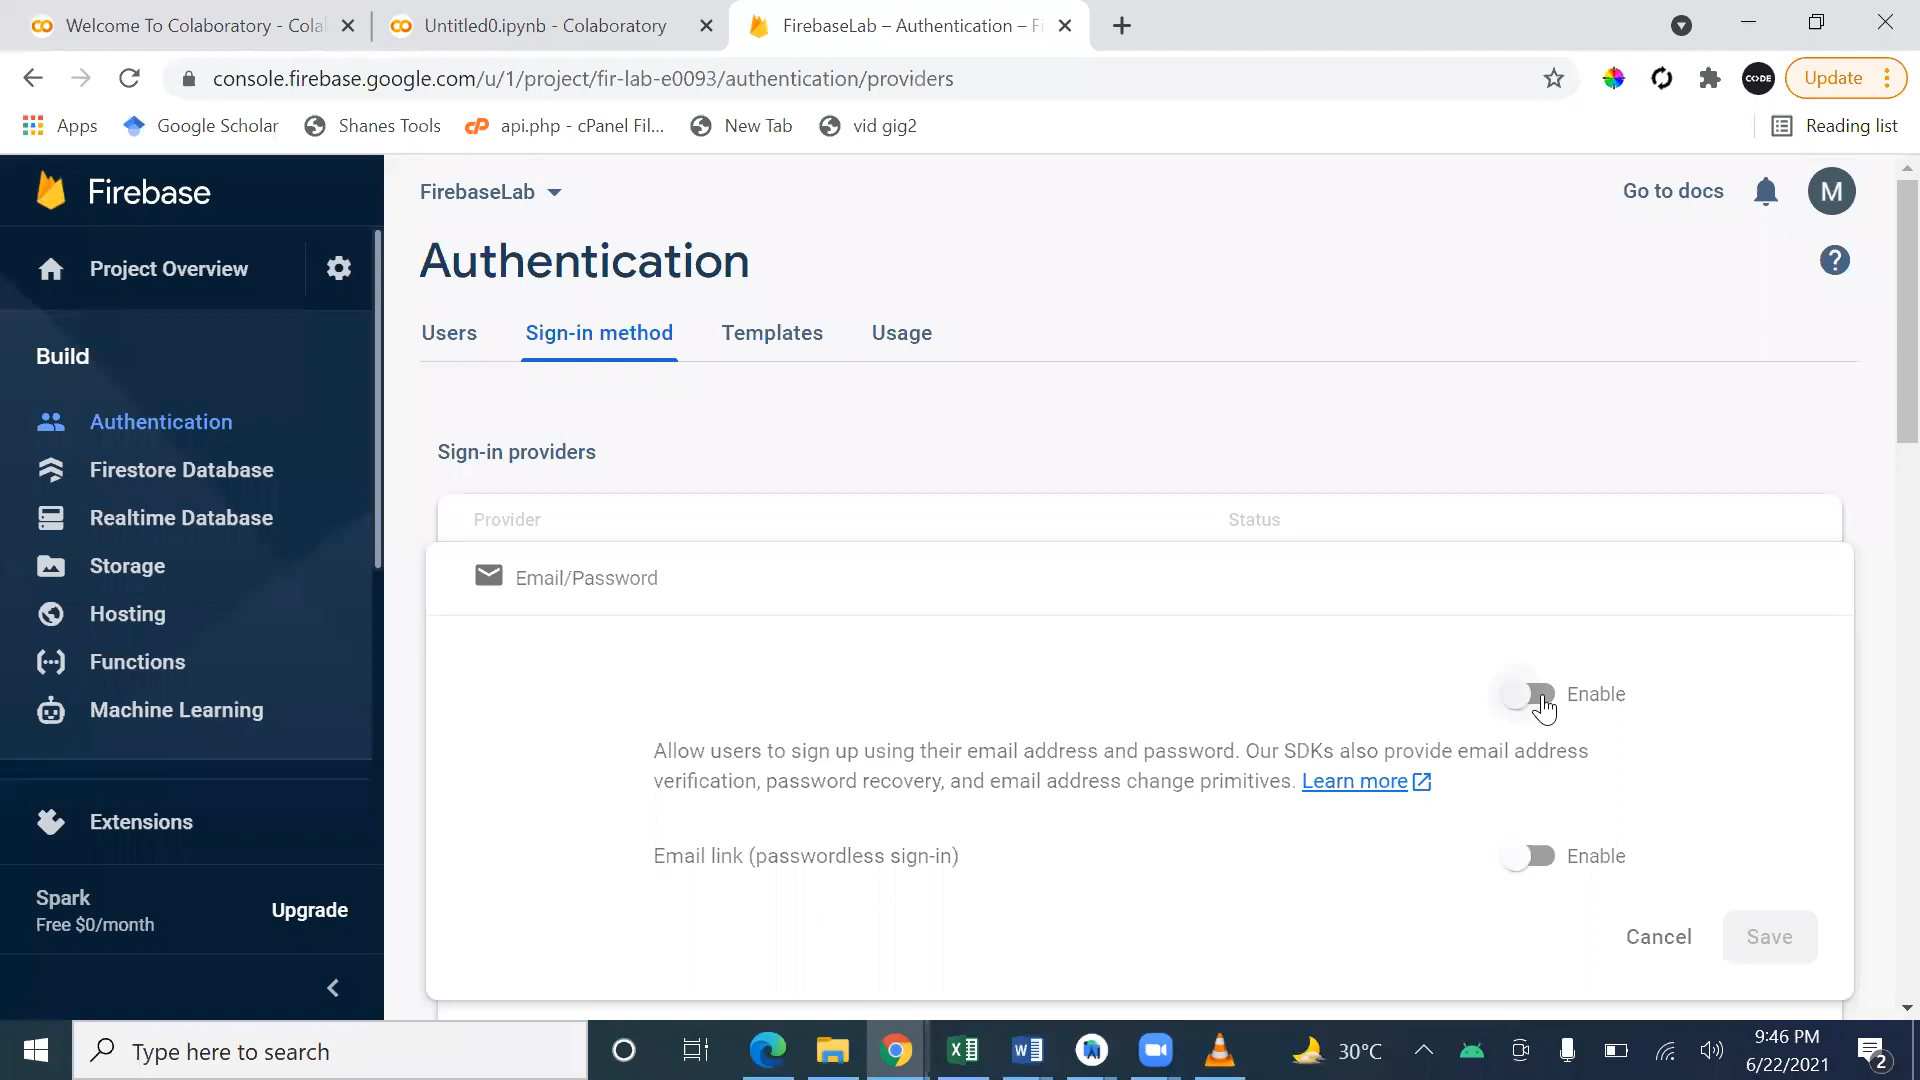 Welcome To Colaboratory - Cola
Untitled0.ipynb - Colaboratory
FirebaseLab – Authentication – Fi
console.firebase.google.com/u/1/project/fir-lab-e0093/authentication/providers
CODE
Update
Apps
Google Scholar
Shanes Tools
api.php - cPanel Fil...
New Tab
vid gig2
Reading list
Firebase
Project Overview
Build
Authentication
Firestore Database
Realtime Database
Storage
Hosting
Functions
Machine Learning
Extensions
Spark
Free $0/month
Upgrade
FirebaseLab
Go to docs
M
Authentication
?
Users
Sign-in method
Templates
Usage
Sign-in providers
Provider
Status
Email/Password
Enable
Allow users to sign up using their email address and password. Our SDKs also provide email address
verification, password recovery, and email address change primitives. Learn more
Email link (passwordless sign-in)
Enable
Cancel
Save
Type here to search
30°C
9:46 PM
6/22/2021
2